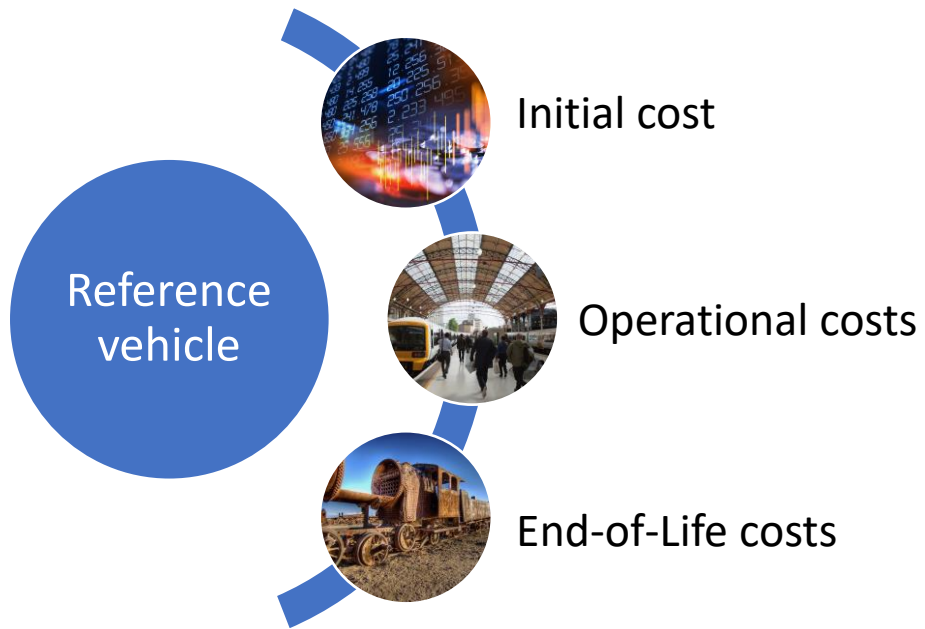 Reference
vehicle
Initial cost
Operational costs
End-of-Life costs